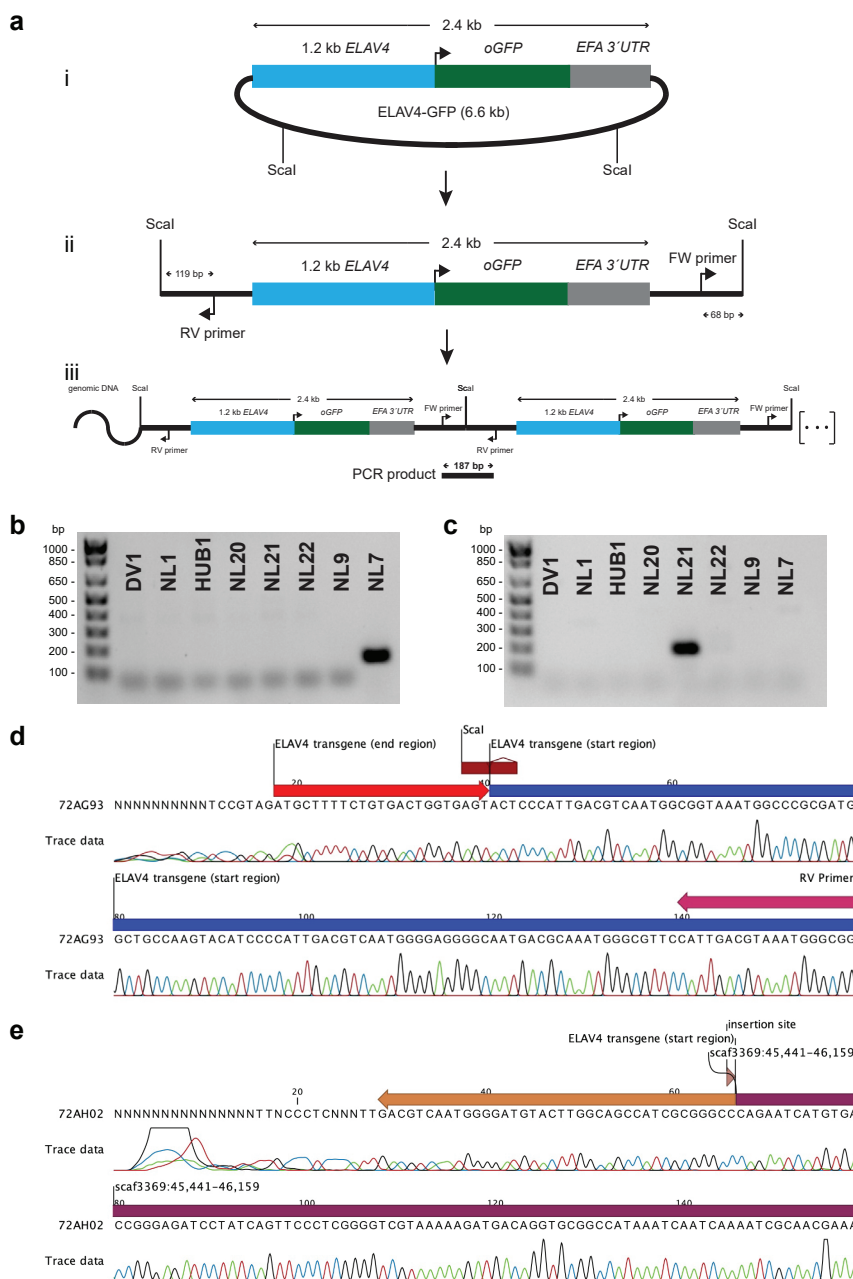 a
2.4 kb
1.2 kb ELAV4
oGFP
EFA 3´UTR
i
ELAV4-GFP (6.6 kb)
ScaI
ScaI
ScaI
ScaI
ii
2.4 kb
1.2 kb ELAV4
oGFP
EFA 3´UTR
FW primer
119 bp
RV primer
68 bp
iii
genomic DNA
ScaI
2.4 kb
ScaI
2.4 kb
ScaI
1.2 kb ELAV4
oGFP
EFA 3´UTR
FW primer
1.2 kb ELAV4
oGFP
EFA 3´UTR
FW primer
RV primer
RV primer
[...]
PCR product
187 bp
b
bp
1000 -
850 -
650 -
500 -
400 -
300 -
200 -
100 -
DV1
NL1
HUB1
NL20
NL21
NL22
NL9
NL7
c
bp
1000 -
850 -
650 -
500 -
400 -
300 -
200 -
100 -
DV1
NL1
HUB1
NL20
NL21
NL22
NL9
NL7
d
ScaI
ELAV4 transgene (end region)
ELAV4 transgene (start region)
20
40
60
72AG93 NNNNNNNNNNTCCGTAGATGCTTTTCTGTGACTGGTGAGTACTCCCATTGACGTCAATGGCGGTAAATGGCCCGCGATG
Trace data
ELAV4 transgene (start region)
RV Primer
80
100
120
140
72AG93 GCTGCCAAGTACATCCCCATTGACGTCAATGGGGAGGGGCAATGACGCAAATGGGCGTTCCATTGACGTAAATGGGCGG
Trace data
e
insertion site
ELAV4 transgene (start region)
scaf3369:45,441-46,159
20
40
60
72AH02 NNNNNNNNNNNNNNNTTNCCCTCNNNTTGACGTCAATGGGGATGTACTTGGCAGCCATCGCGGGCCCAGAATCATGTGA
Trace data
scaf3369:45,441-46,159
80
100
120
140
72AH02 CCGGGAGATCCTATCAGTTCCCTCGGGGTCGTAAAAAGATGACAGGTGCGGCCATAAATCAATCAAAATCGCAACGAAA
Trace data